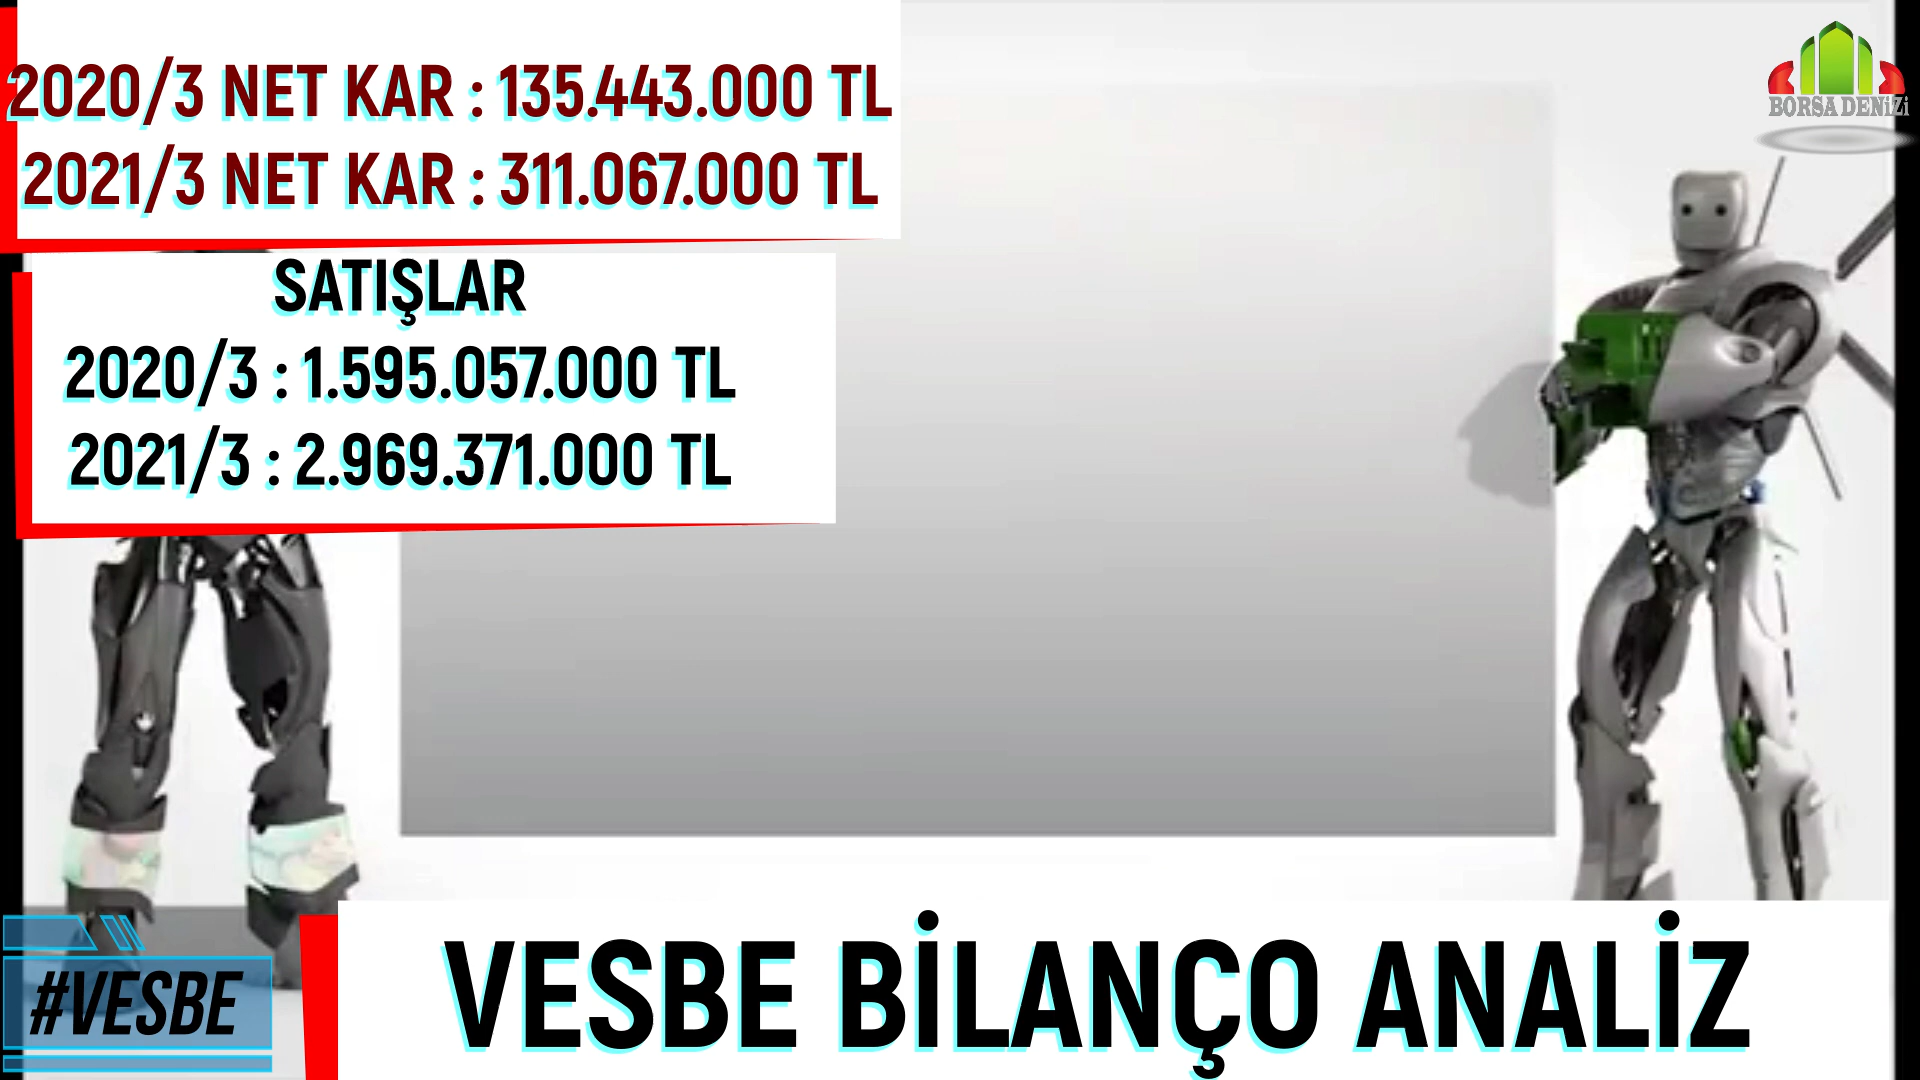 2020/3 NET KAR : 135.443.000 TL
2021/3 NET KAR : 311.067.000 TL
BORSA DENİZİ
SATIŞLAR
2020/3 : 1.595.057.000 TL
2021/3 : 2.969.371.000 TL
#VESBE
VESBE BİLANÇO ANALİZ